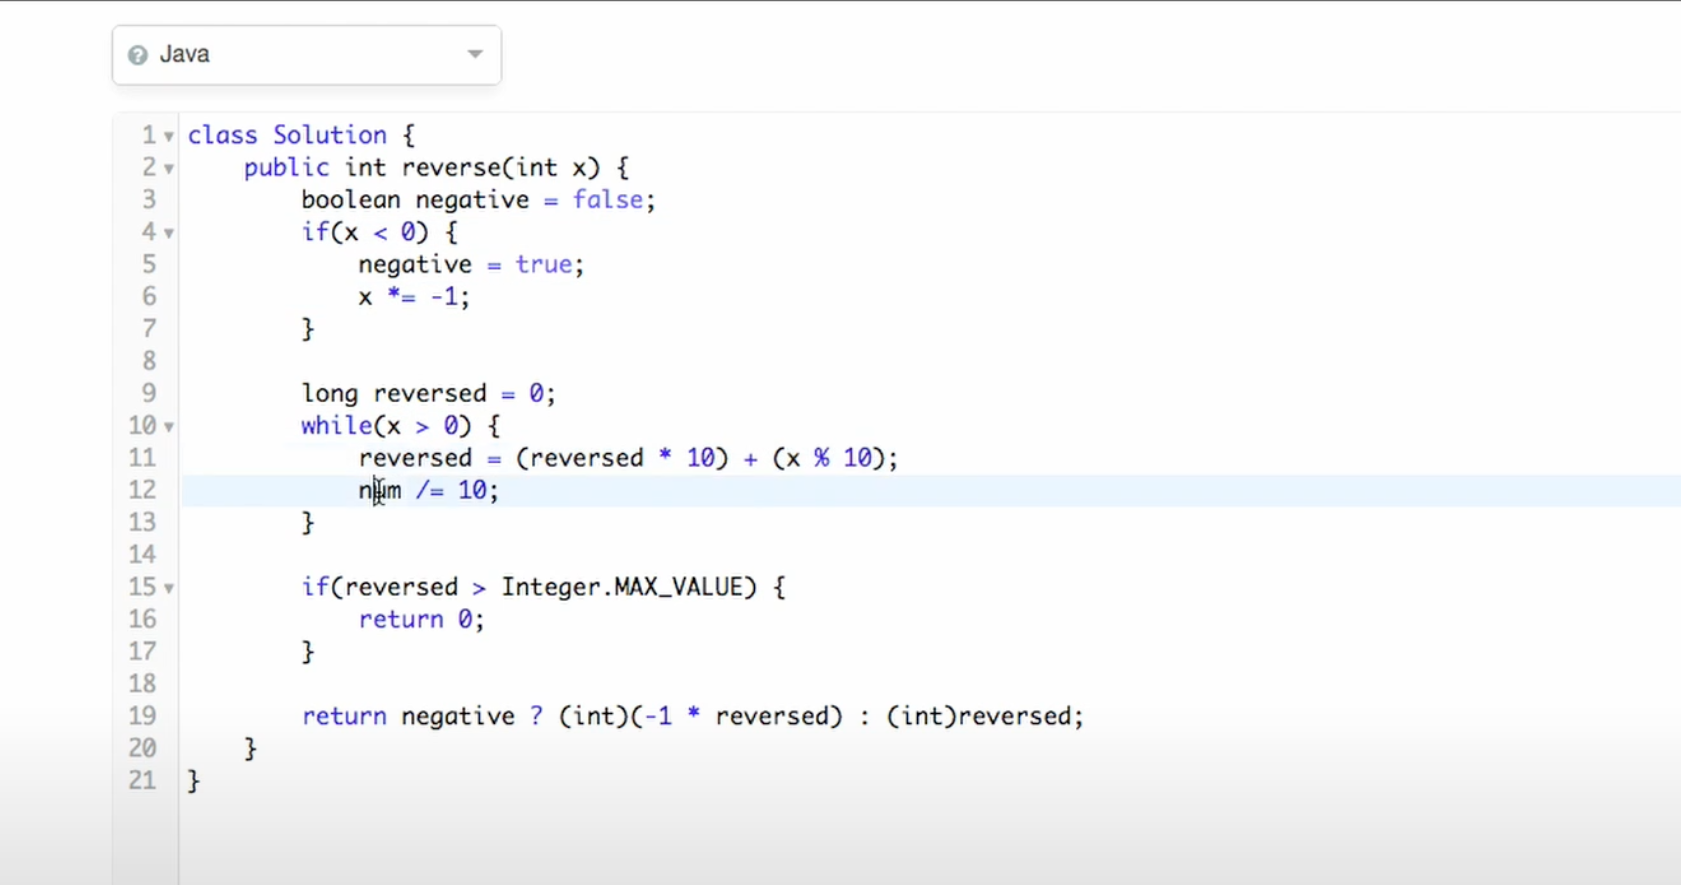 Java
1 class Solution {
2     public int reverse(int x) {
3         boolean negative = false;
4         if(x < 0) {
5             negative = true;
6             x *= -1;
7         }
8
9         long reversed = 0;
10         while(x > 0) {
11             reversed = (reversed * 10) + (x % 10);
12             num /= 10;
13         }
14
15         if(reversed > Integer.MAX_VALUE) {
16             return 0;
17         }
18
19         return negative ? (int)(-1 * reversed) : (int)reversed;
20     }
21 }